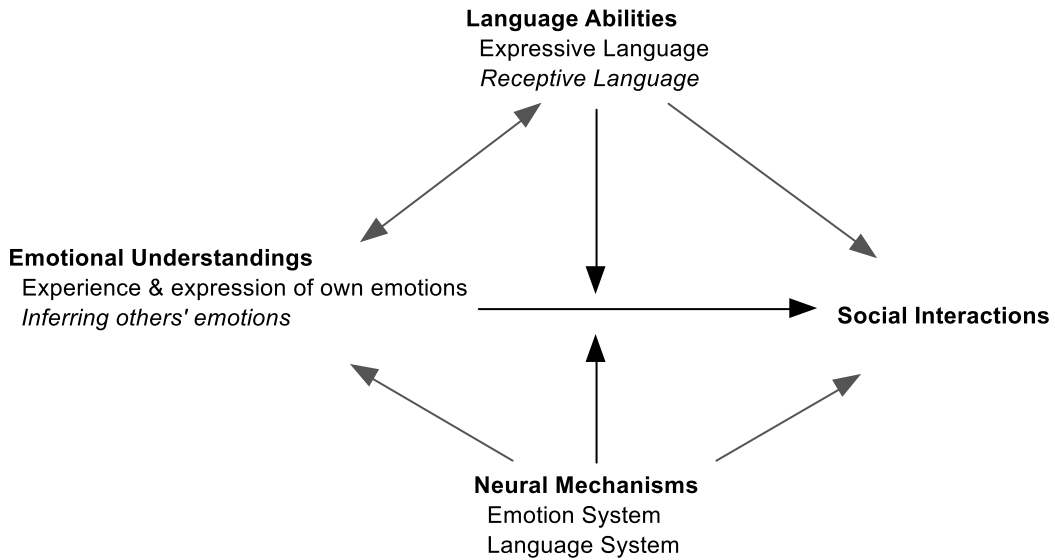 Language Abilities
Expressive Language
Receptive Language
Emotional Understandings
Experience & expression of own emotions
Inferring others' emotions
Social Interactions
Neural Mechanisms
Emotion System
Language System